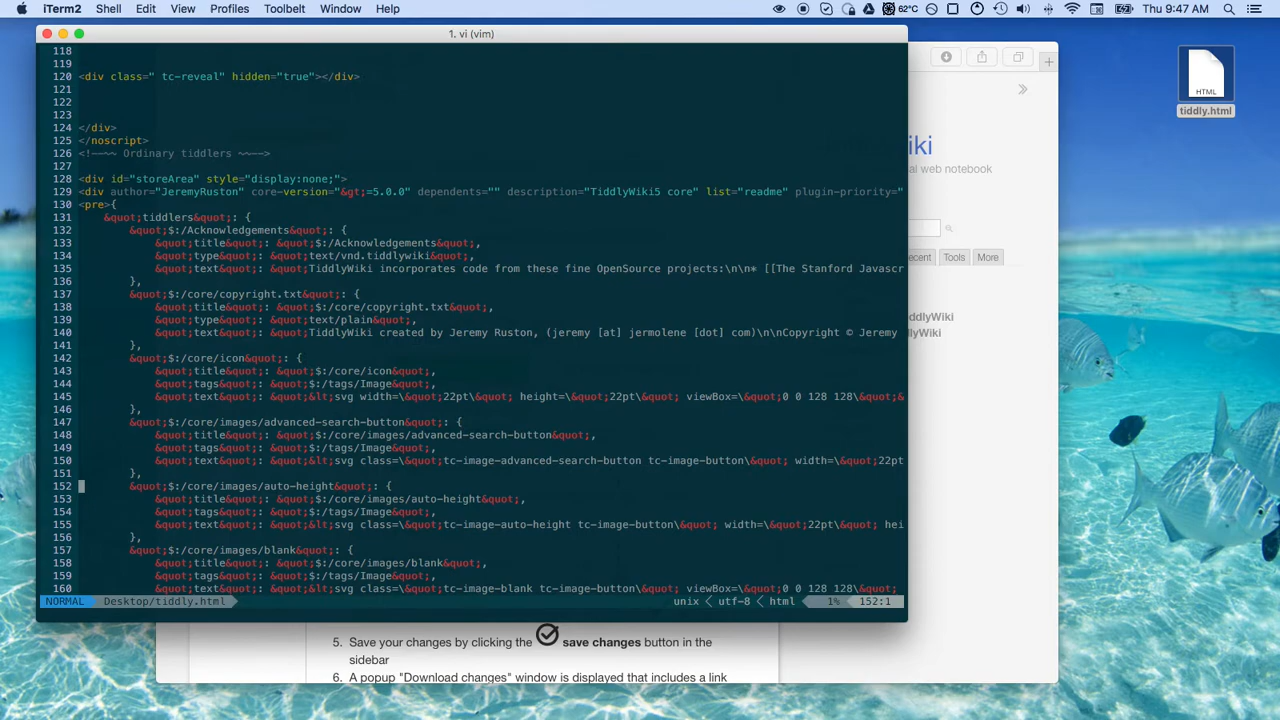 iTerm2 Shell Edit View Profiles Toolbelt Window Help
62°C Thu 9:47 AM
1. vi (vim)
118
119
120 <div class=" tc-reveal" hidden="true"></div>
121
122
123
124 </div>
125 </noscript>
126 <!--~~ Ordinary tiddlers ~~-->
127
128 <div id="storeArea" style="display:none;">
129 <div author="JeremyRuston" core-version="&gt;=5.0.0" dependents="" description="TiddlyWiki5 core" list="readme" plugin-priority="
130 <pre>{
131 &quot;tiddlers&quot;: {
132 &quot;$:/Acknowledgements&quot;: {
133 &quot;title&quot;: &quot;$:/Acknowledgements&quot;,
134 &quot;type&quot;: &quot;text/vnd.tiddlywiki&quot;,
135 &quot;text&quot;: &quot;TiddlyWiki incorporates code from these fine OpenSource projects:\n\n* [[The Stanford Javascr
136 },
137 &quot;$:/core/copyright.txt&quot;: {
138 &quot;title&quot;: &quot;$:/core/copyright.txt&quot;,
139 &quot;type&quot;: &quot;text/plain&quot;,
140 &quot;text&quot;: &quot;TiddlyWiki created by Jeremy Ruston, (jeremy [at] jermolene [dot] com)\n\nCopyright © Jeremy
141 },
142 &quot;$:/core/icon&quot;: {
143 &quot;title&quot;: &quot;$:/core/icon&quot;,
144 &quot;tags&quot;: &quot;$:/tags/Image&quot;,
145 &quot;text&quot;: &quot;&lt;svg width=\&quot;22pt\&quot; height=\&quot;22pt\&quot; viewBox=\&quot;0 0 128 128\&quot;&
146 },
147 &quot;$:/core/images/advanced-search-button&quot;: {
148 &quot;title&quot;: &quot;$:/core/images/advanced-search-button&quot;,
149 &quot;tags&quot;: &quot;$:/tags/Image&quot;,
150 &quot;text&quot;: &quot;&lt;svg class=\&quot;tc-image-advanced-search-button tc-image-button\&quot; width=\&quot;22pt
151 },
152 &quot;$:/core/images/auto-height&quot;: {
153 &quot;title&quot;: &quot;$:/core/images/auto-height&quot;,
154 &quot;tags&quot;: &quot;$:/tags/Image&quot;,
155 &quot;text&quot;: &quot;&lt;svg class=\&quot;tc-image-auto-height tc-image-button\&quot; width=\&quot;22pt\&quot; hei
156 },
157 &quot;$:/core/images/blank&quot;: {
158 &quot;title&quot;: &quot;$:/core/images/blank&quot;,
159 &quot;tags&quot;: &quot;$:/tags/Image&quot;,
160 &quot;text&quot;: &quot;&lt;svg class=\&quot;tc-image-blank tc-image-button\&quot; viewBox=\&quot;0 0 128 128\&quot;
NORMAL Desktop/tiddly.html unix < utf-8 < html 1% 152:1
iki
al web notebook
ecent Tools More
ddlyWiki
dlyWiki
5. Save your changes by clicking the save changes button in the
sidebar
6. A popup "Download changes" window is displayed that includes a link
HTML
tiddly.html